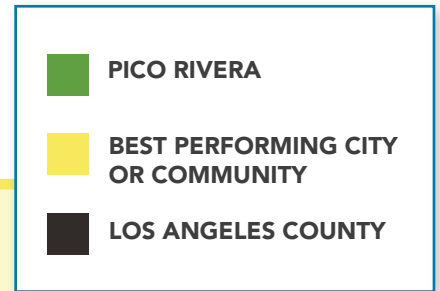 PICO RIVERA
BEST PERFORMING CITY
OR COMMUNITY
LOS ANGELES COUNTY